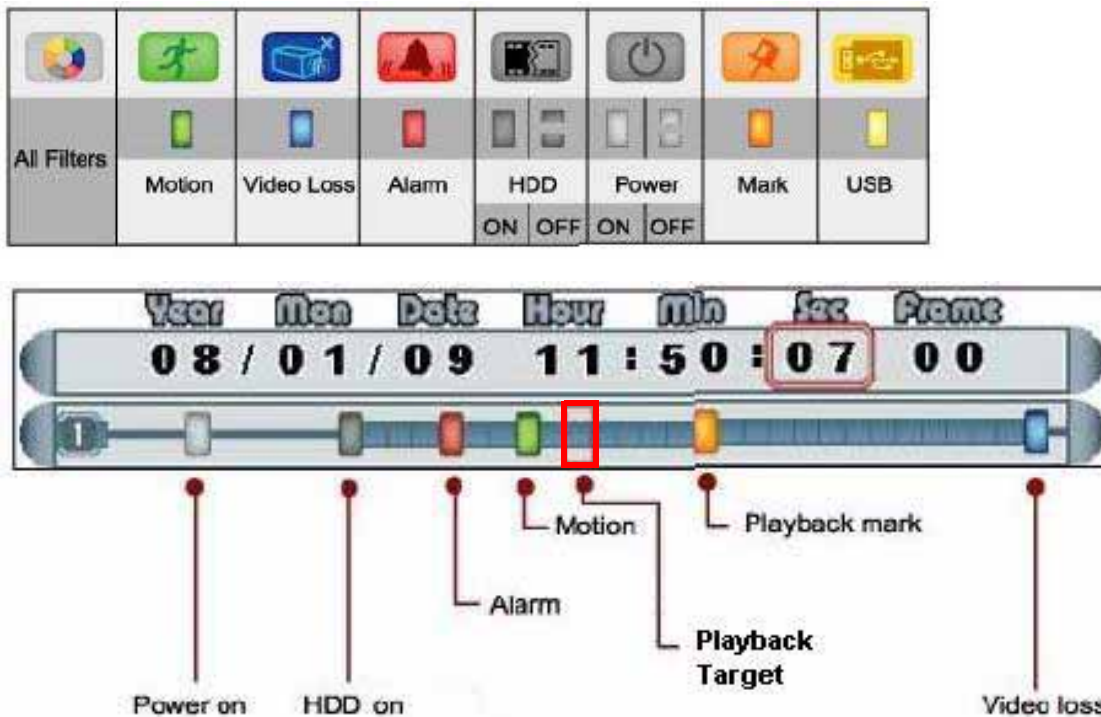 All Filters
Motion
Video Loss
Alarm
HDD
Power
Mark
USB
ON OFF ON OFF
Year Mon Date Hour Min Sec Frame
08/01/09 11:50:07 00
1
Motion
Playback mark
Alarm
Playback
Target
Power on
HDD on
Video loss